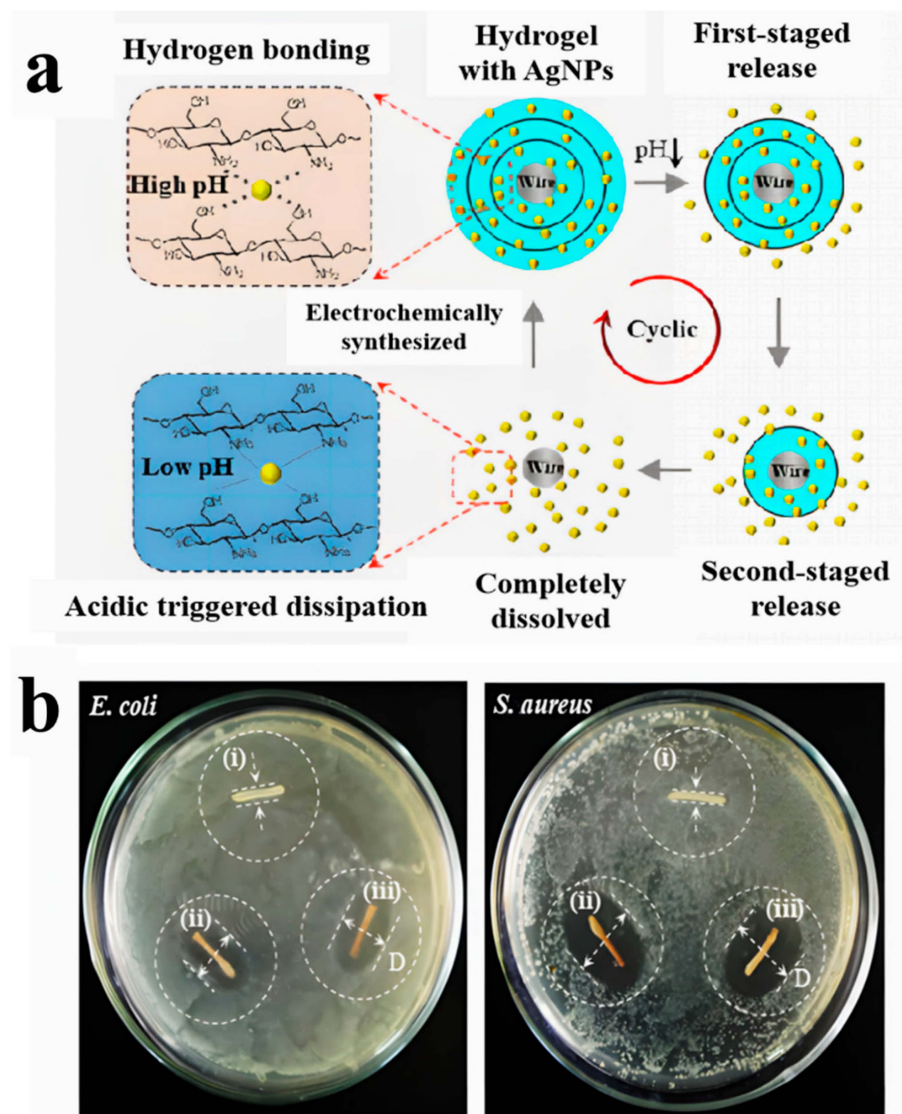 a
Hydrogen bonding
High pH
Hydrogel
with AgNPs
Wire
First-staged
release
pH↓
Wire
Electrochemically
synthesized
Cyclic
Low pH
Acidic triggered dissipation
Wire
Completely
dissolved
Wire
Second-staged
release
b
E. coli
(i)
(ii)
(iii)
D
S. aureus
(i)
(ii)
(iii)
D